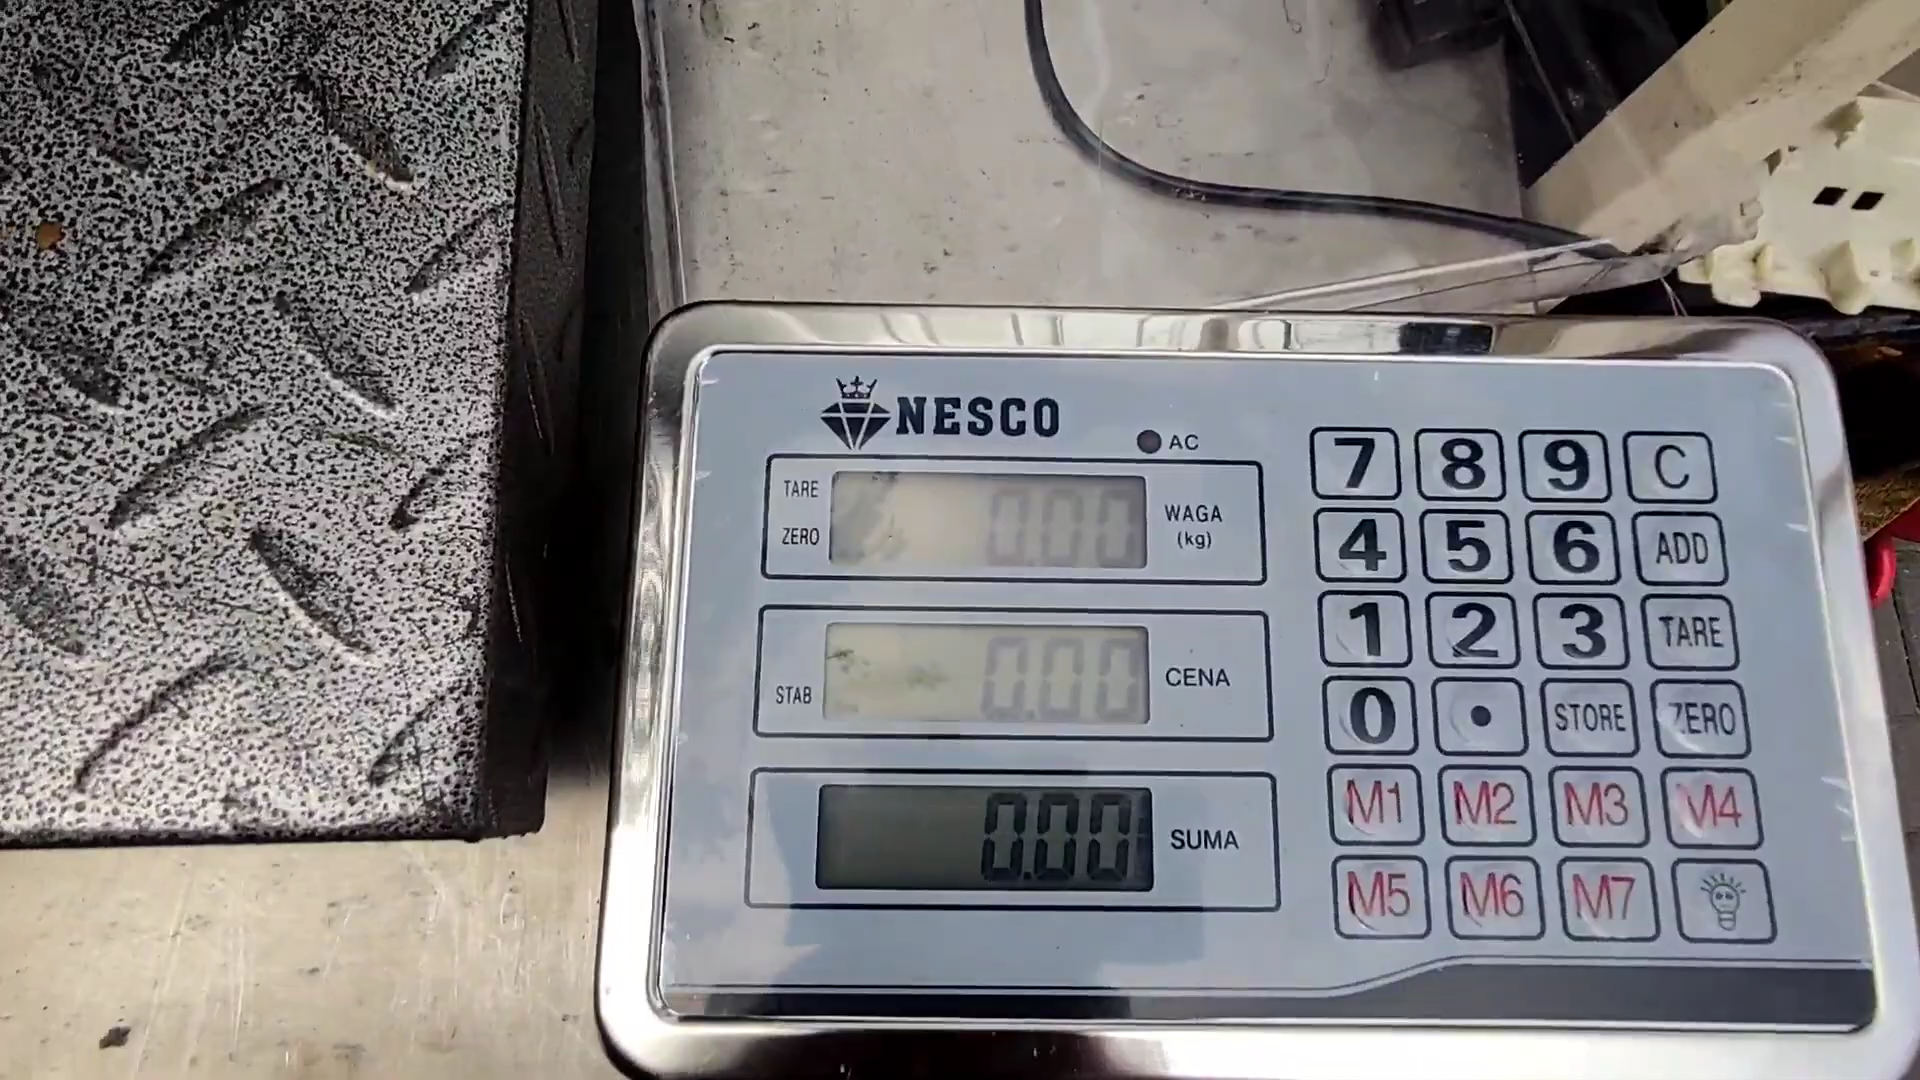 NESCO
AC
TARE
ZERO
0.00
WAGA
(kg)
STAB
0.00
CENA
0.00
SUMA
7 8 9 C
4 5 6 ADD
1 2 3 TARE
0 • STORE ZERO
M1 M2 M3 M4
M5 M6 M7